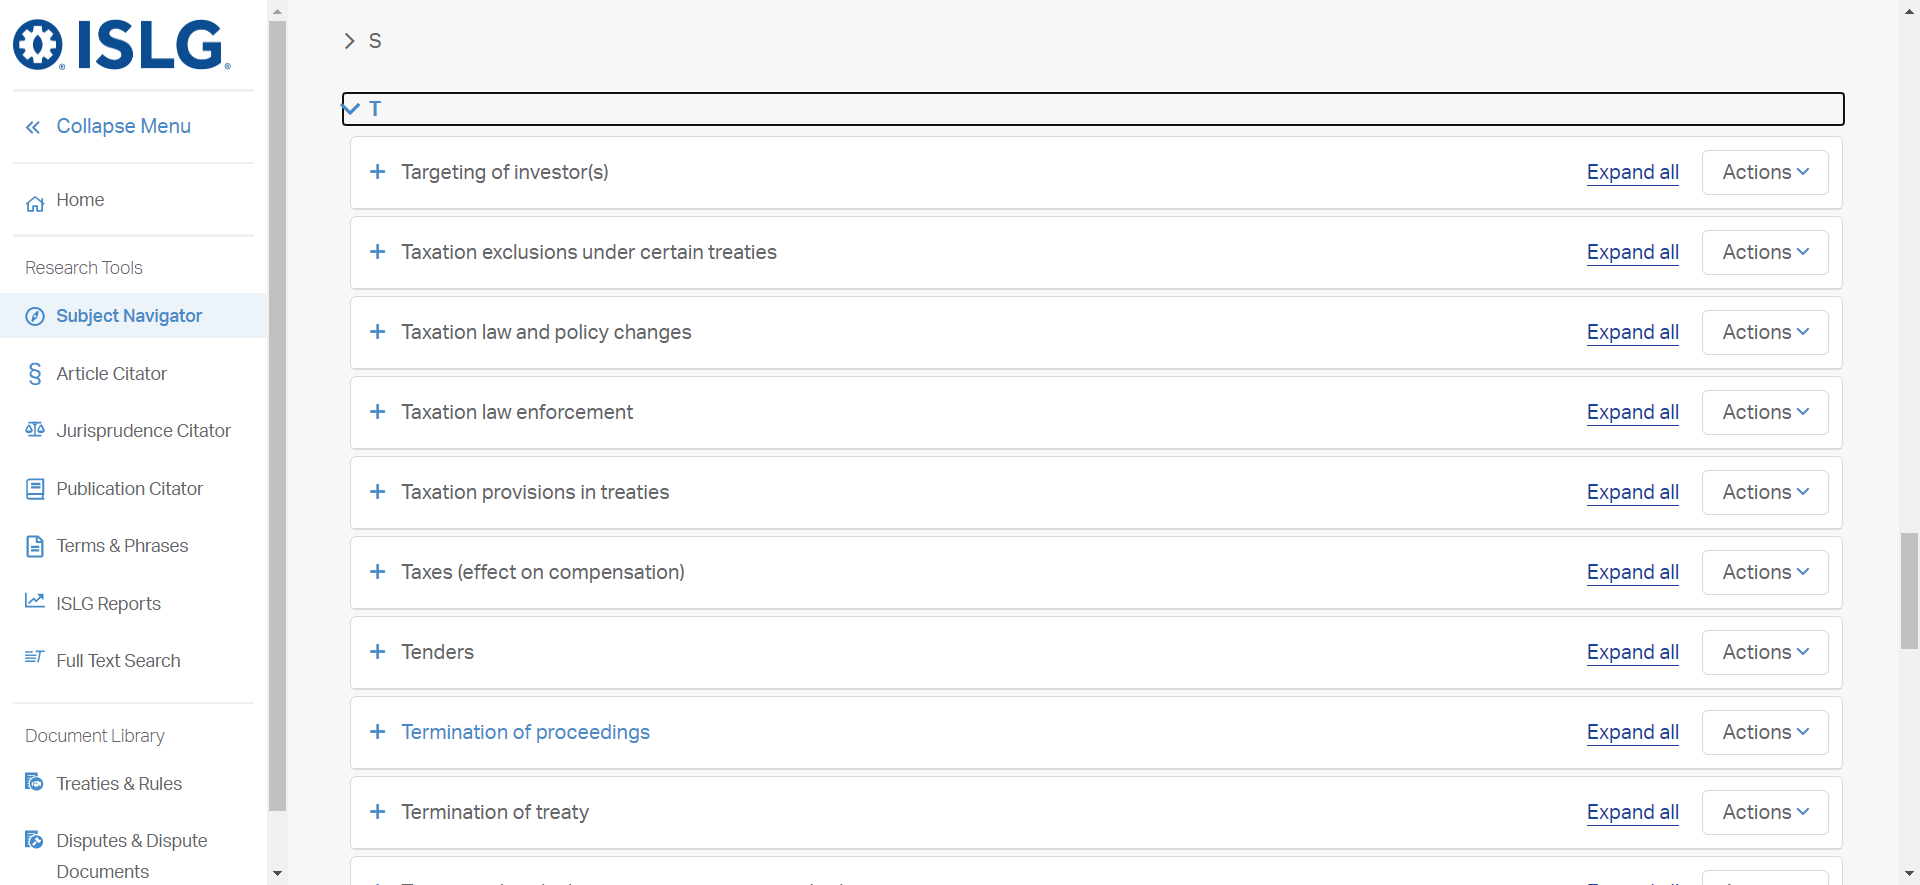 ISLG
Collapse Menu
Home
Research Tools
Subject Navigator
Article Citator
Jurisprudence Citator
Publication Citator
Terms & Phrases
ISLG Reports
Full Text Search
Document Library
Treaties & Rules
Disputes & Dispute
Documents
S
T
Targeting of investor(s) Expand all Actions
Taxation exclusions under certain treaties Expand all Actions
Taxation law and policy changes Expand all Actions
Taxation law enforcement Expand all Actions
Taxation provisions in treaties Expand all Actions
Taxes (effect on compensation) Expand all Actions
Tenders Expand all Actions
Termination of proceedings Expand all Actions
Termination of treaty Expand all Actions